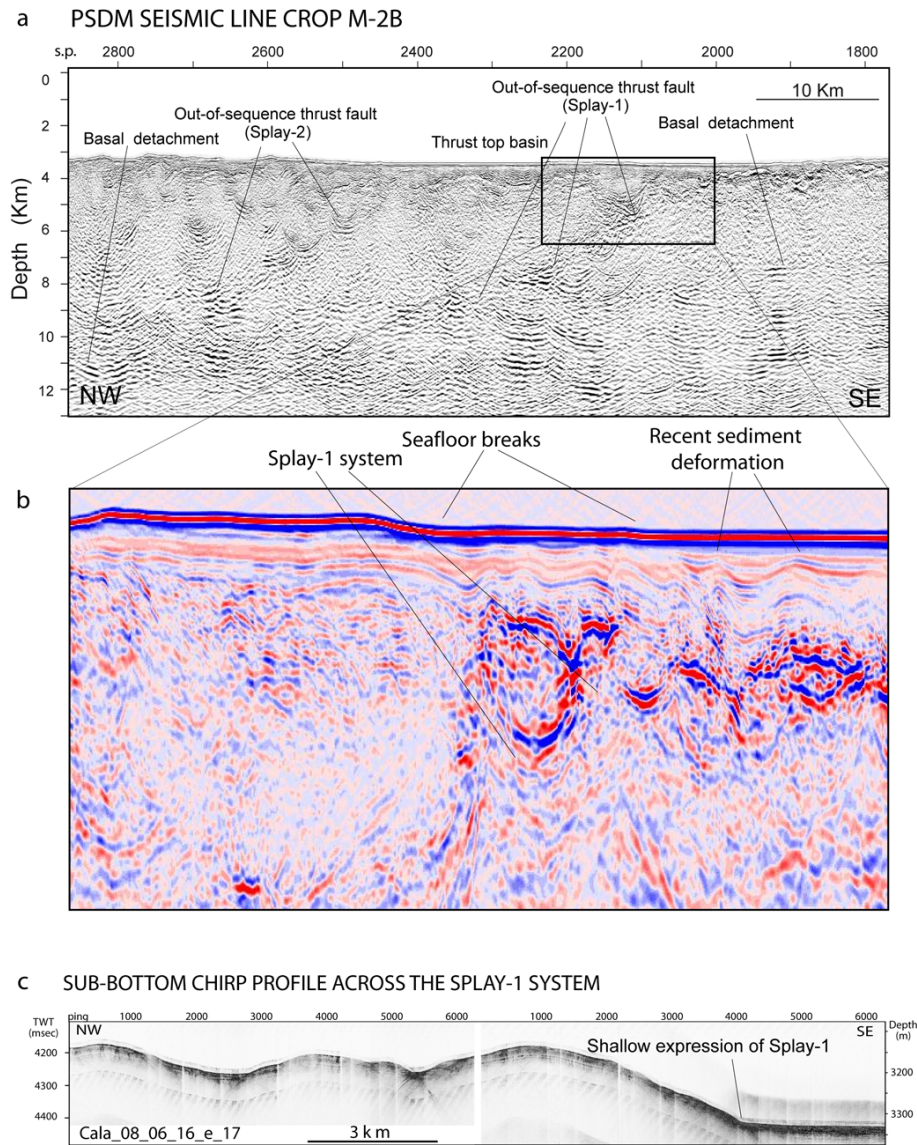 a PSDM SEISMIC LINE CROP M-2B
s.p. 2800 2600 2400 2200 2000 1800
Out-of-sequence thrust fault
(Splay-1)
10 Km
Out-of-sequence thrust fault
(Splay-2)
Basal detachment
Thrust top basin
Basal detachment
Depth (Km)
0
2
4
6
8
10
12
NW SE
b
Seafloor breaks
Recent sediment
deformation
Splay-1 system
c SUB-BOTTOM CHIRP PROFILE ACROSS THE SPLAY-1 SYSTEM
TWT
(msec)
ping 1000 2000 3000 4000 5000 6000 1000 2000 3000 4000 5000 6000
Depth
(m)
NW SE
Shallow expression of Splay-1
4200
4300
4400
3200
3300
Cala_08_06_16_e_17
3 km